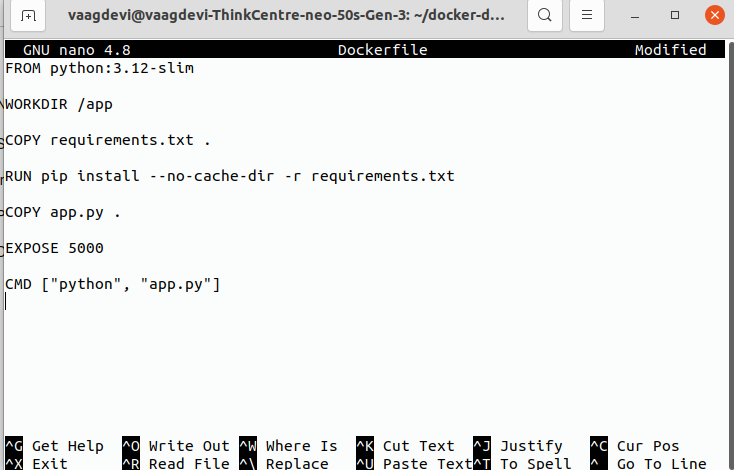 vaagdevi@vaagdevi-ThinkCentre-neo-50s-Gen-3: ~/docker-d...
GNU nano 4.8 Dockerfile Modified
FROM python:3.12-slim
WORKDIR /app
COPY requirements.txt .
RUN pip install --no-cache-dir -r requirements.txt
COPY app.py .
EXPOSE 5000
CMD ["python", "app.py"]
^G Get Help ^O Write Out ^W Where Is ^K Cut Text ^J Justify ^C Cur Pos
^X Exit ^R Read File ^\ Replace ^U Paste Text ^T To Spell ^_ Go To Line